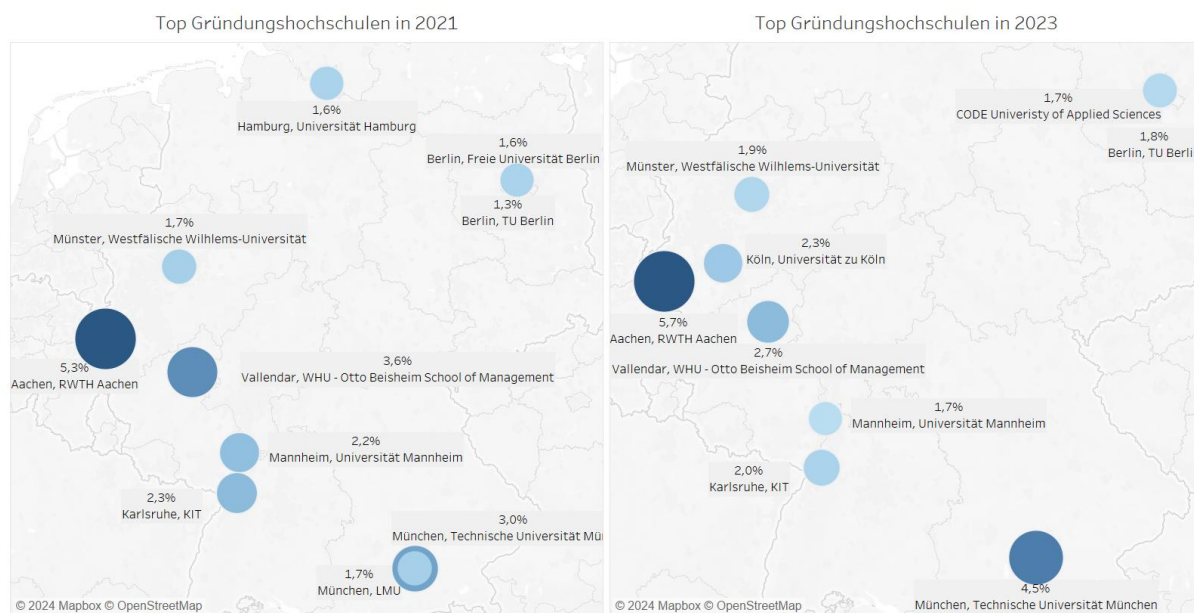 Top Gründungshochschulen in 2021
1,6%
Hamburg, Universität Hamburg
1,6%
Berlin, Freie Universität Berlin
1,3%
Berlin, TU Berlin
1,7%
Münster, Westfälische Wilhlems-Universität
5,3%
Aachen, RWTH Aachen
3,6%
Vallendar, WHU - Otto Beisheim School of Management
2,2%
Mannheim, Universität Mannheim
2,3%
Karlsruhe, KIT
3,0%
München, Technische Universität Mün
1,7%
München, LMU
© 2024 Mapbox © OpenStreetMap
Top Gründungshochschulen in 2023
1,7%
CODE Univeristy of Applied Sciences
1,8%
Berlin, TU Berlin
1,9%
Münster, Westfälische Wilhlems-Universität
2,3%
Köln, Universität zu Köln
5,7%
Aachen, RWTH Aachen
2,7%
Vallendar, WHU - Otto Beisheim School of Management
1,7%
Mannheim, Universität Mannheim
2,0%
Karlsruhe, KIT
4,5%
München, Technische Universität München
© 2024 Mapbox © OpenStreetMap